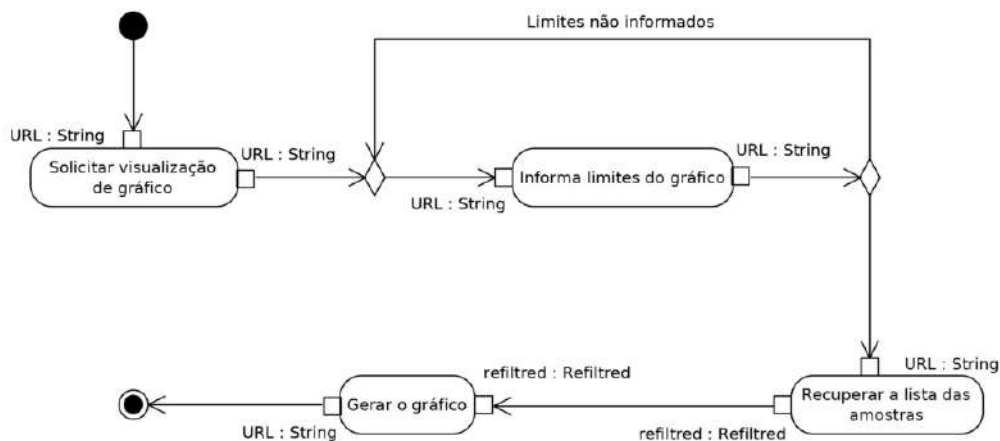 Limites não informados
URL : String
Solicitar visualização
de gráfico
URL : String
URL : String
Informa limites do gráfico
URL : String
URL : String
Recuperar a lista das
amostras
refiltred : Refiltred
refiltred : Refiltred
Gerar o gráfico
URL : String